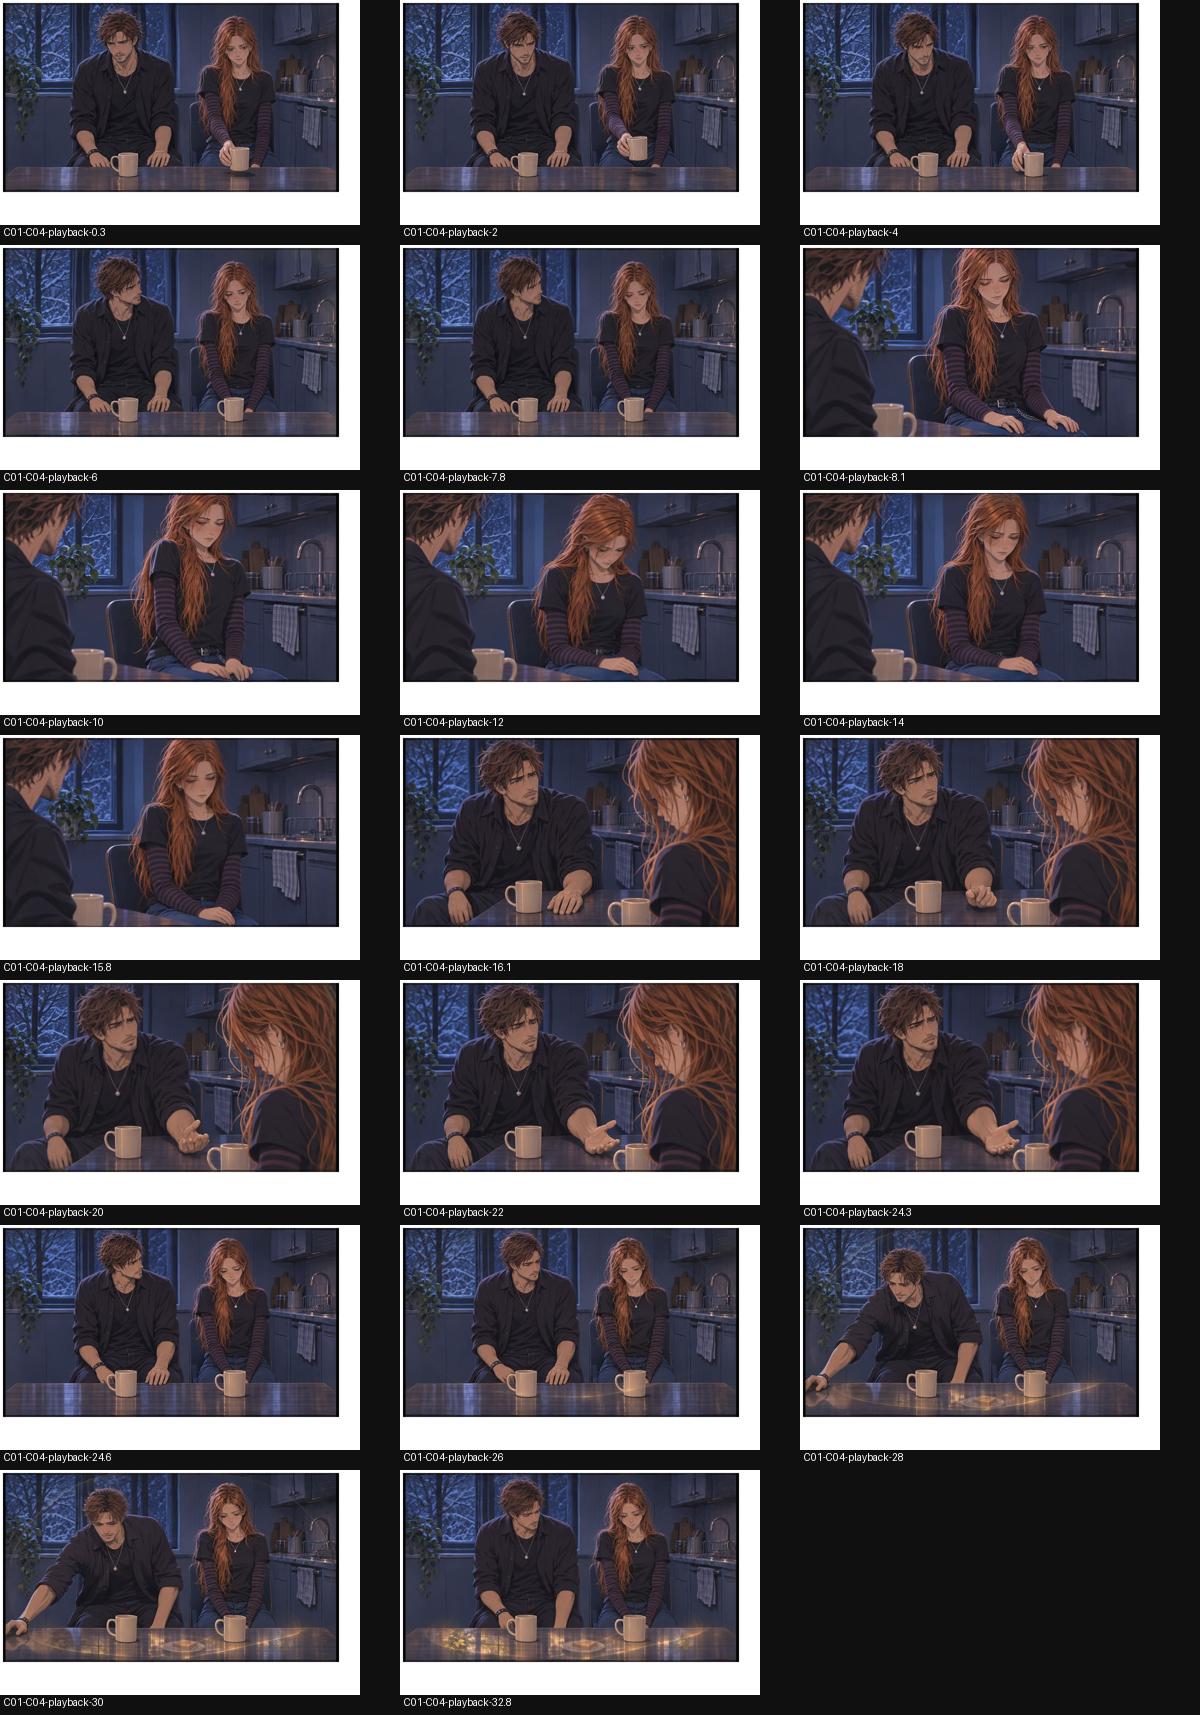 C01-C04-playback-0.3
C01-C04-playback-2
C01-C04-playback-4
C01-C04-playback-6
C01-C04-playback-7.8
C01-C04-playback-8.1
C01-C04-playback-10
C01-C04-playback-12
C01-C04-playback-14
C01-C04-playback-15.8
C01-C04-playback-16.1
C01-C04-playback-18
C01-C04-playback-20
C01-C04-playback-22
C01-C04-playback-24.3
C01-C04-playback-24.6
C01-C04-playback-26
C01-C04-playback-28
C01-C04-playback-30
C01-C04-playback-32.8